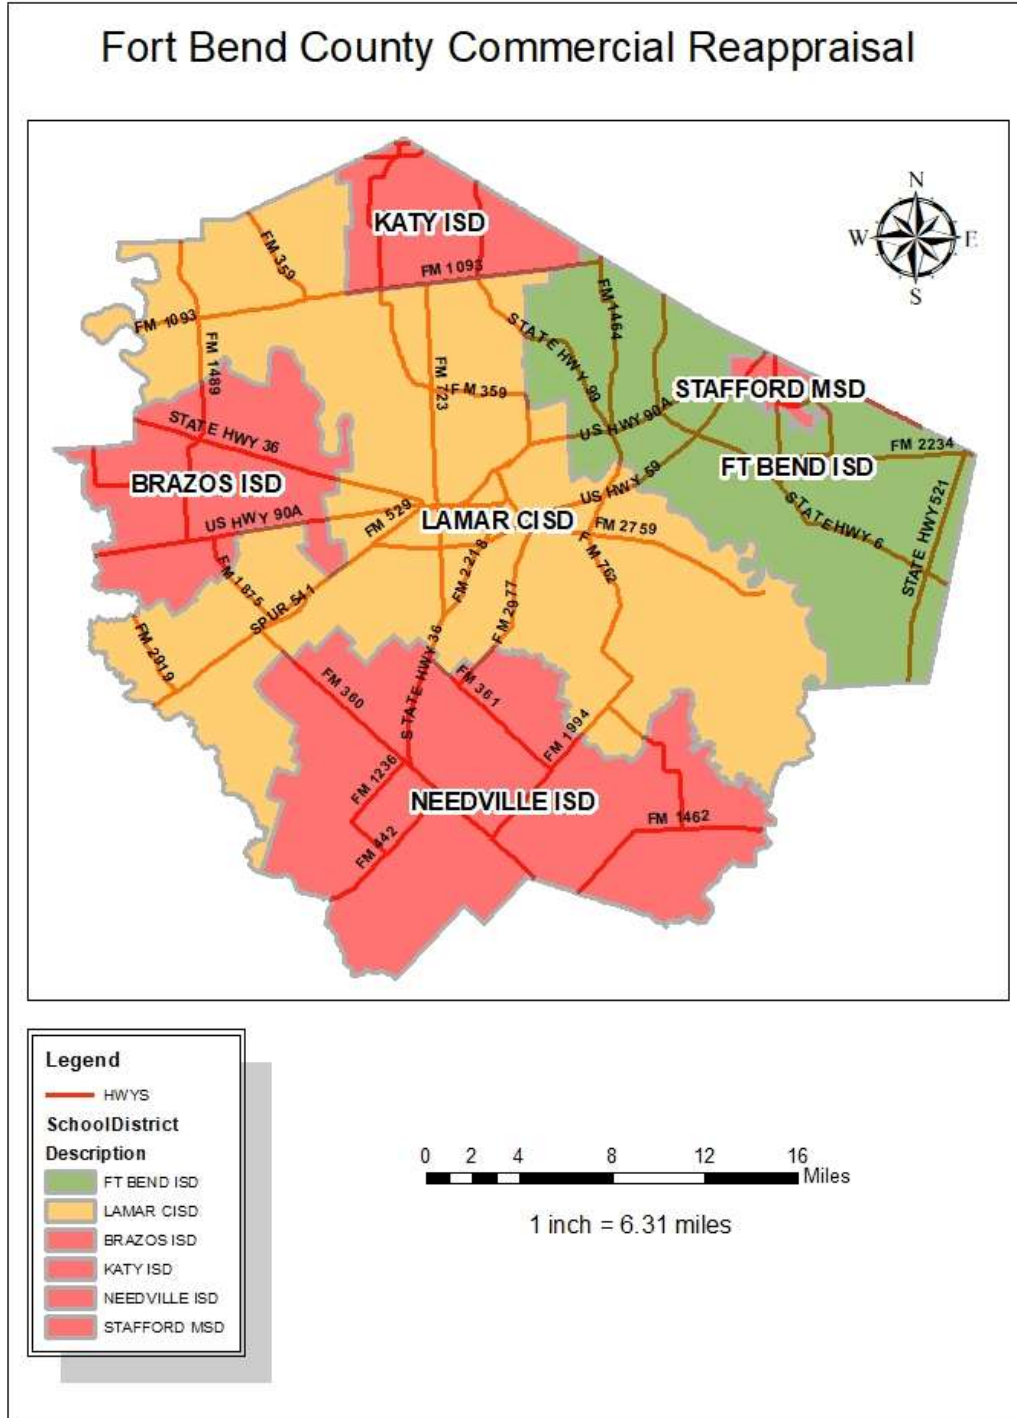 Fort Bend County Commercial Reappraisal
N
W
E
S
KATY ISD
FM 359
FM 1093
FM 1093
FM 1464
STATE HWY 99
FM 1489
FM 723
FM 359
STAFFORD MSD
US HWY 90A
STATE HWY 36
FM 2234
FT BEND ISD
BRAZOS ISD
US HWY 59
STATE HWY 6
STATE HWY 521
US HWY 90A
FM 529
LAMAR CISD
FM 2759
FM 762
FM 2218
FM 2977
FM 1875
SPUR 541
FM 2919
STATE HWY 36
FM 360
FM 361
FM 1994
FM 1236
NEEDVILLE ISD
FM 1462
FM 442
Legend
HWYS
SchoolDistrict
Description
FT BEND ISD
LAMAR CISD
BRAZOS ISD
KATY ISD
NEEDVILLE ISD
STAFFORD MSD
0 2 4 8 12 16
Miles
1 inch = 6.31 miles